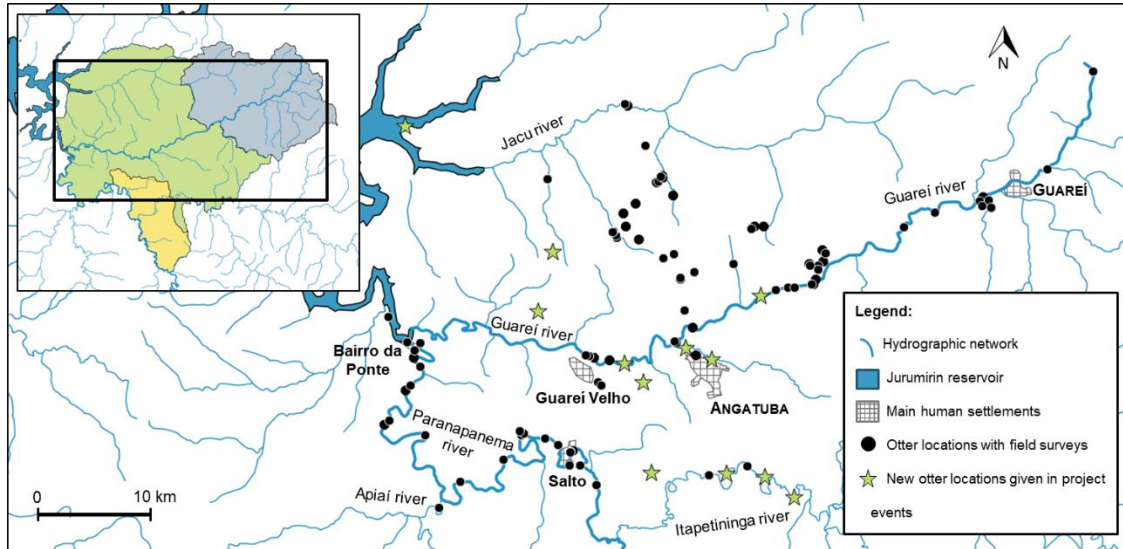 N
Jacu river
Guareí river
GUAREÍ
Guareí river
Bairro da
Ponte
Guareí Velho
ANGATUBA
Paranapanema
river
Salto
Apiaí river
Itapetininga river
0 10 km
Legend:
Hydrographic network
Jurumirin reservoir
Main human settlements
Otter locations with field surveys
New otter locations given in project
events